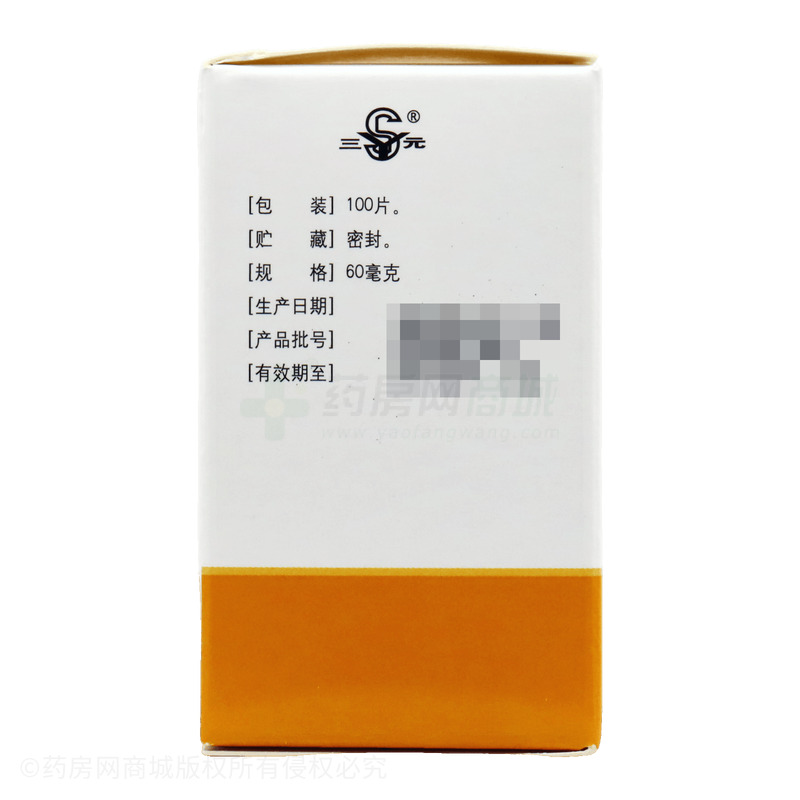 三 SY 元 ®
[包 装] 100片。
[贮 藏] 密封。
[规 格] 60毫克
[生产日期]
[产品批号]
[有效期至]
药房网商城
www.yaofangwang.com
©药房网商城版权所有侵权必究